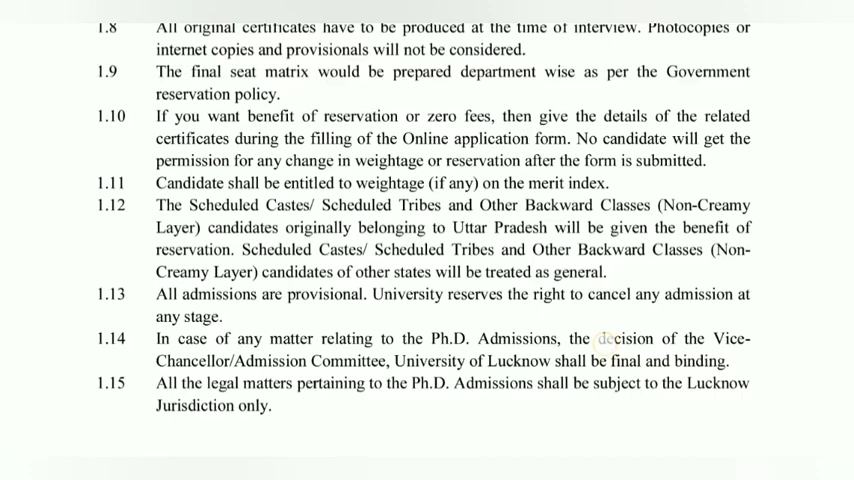 1.8 All original certificates have to be produced at the time of interview. Photocopies or
internet copies and provisionals will not be considered.
1.9 The final seat matrix would be prepared department wise as per the Government
reservation policy.
1.10 If you want benefit of reservation or zero fees, then give the details of the related
certificates during the filling of the Online application form. No candidate will get the
permission for any change in weightage or reservation after the form is submitted.
1.11 Candidate shall be entitled to weightage (if any) on the merit index.
1.12 The Scheduled Castes/ Scheduled Tribes and Other Backward Classes (Non-Creamy
Layer) candidates originally belonging to Uttar Pradesh will be given the benefit of
reservation. Scheduled Castes/ Scheduled Tribes and Other Backward Classes (Non-
Creamy Layer) candidates of other states will be treated as general.
1.13 All admissions are provisional. University reserves the right to cancel any admission at
any stage.
1.14 In case of any matter relating to the Ph.D. Admissions, the decision of the Vice-
Chancellor/Admission Committee, University of Lucknow shall be final and binding.
1.15 All the legal matters pertaining to the Ph.D. Admissions shall be subject to the Lucknow
Jurisdiction only.